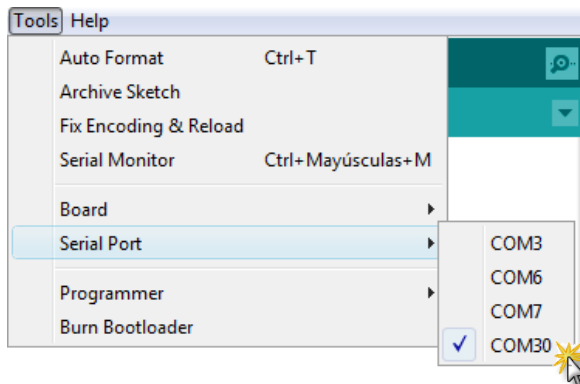 Tools Help
Auto Format Ctrl+T
Archive Sketch
Fix Encoding & Reload
Serial Monitor Ctrl+Mayúsculas+M
Board
Serial Port
Programmer
Burn Bootloader
COM3
COM6
COM7
COM30